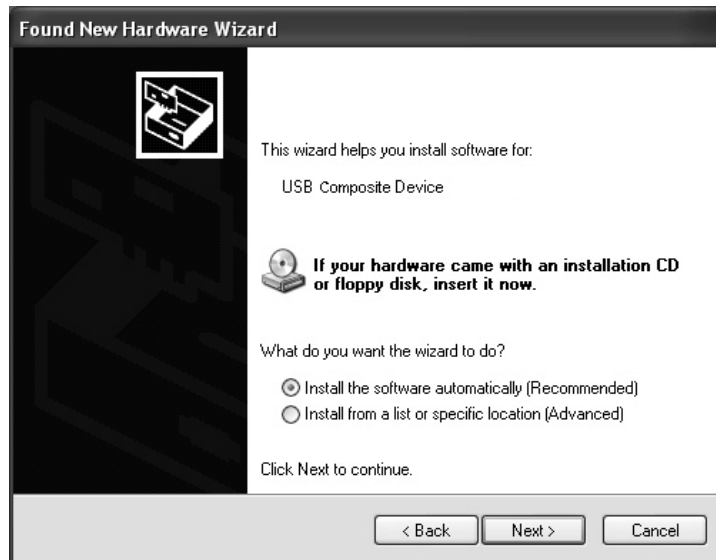 Found New Hardware Wizard
This wizard helps you install software for:
USB Composite Device
If your hardware came with an installation CD
or floppy disk, insert it now.
What do you want the wizard to do?
Install the software automatically (Recommended)
Install from a list or specific location (Advanced)
Click Next to continue.
< Back Next > Cancel